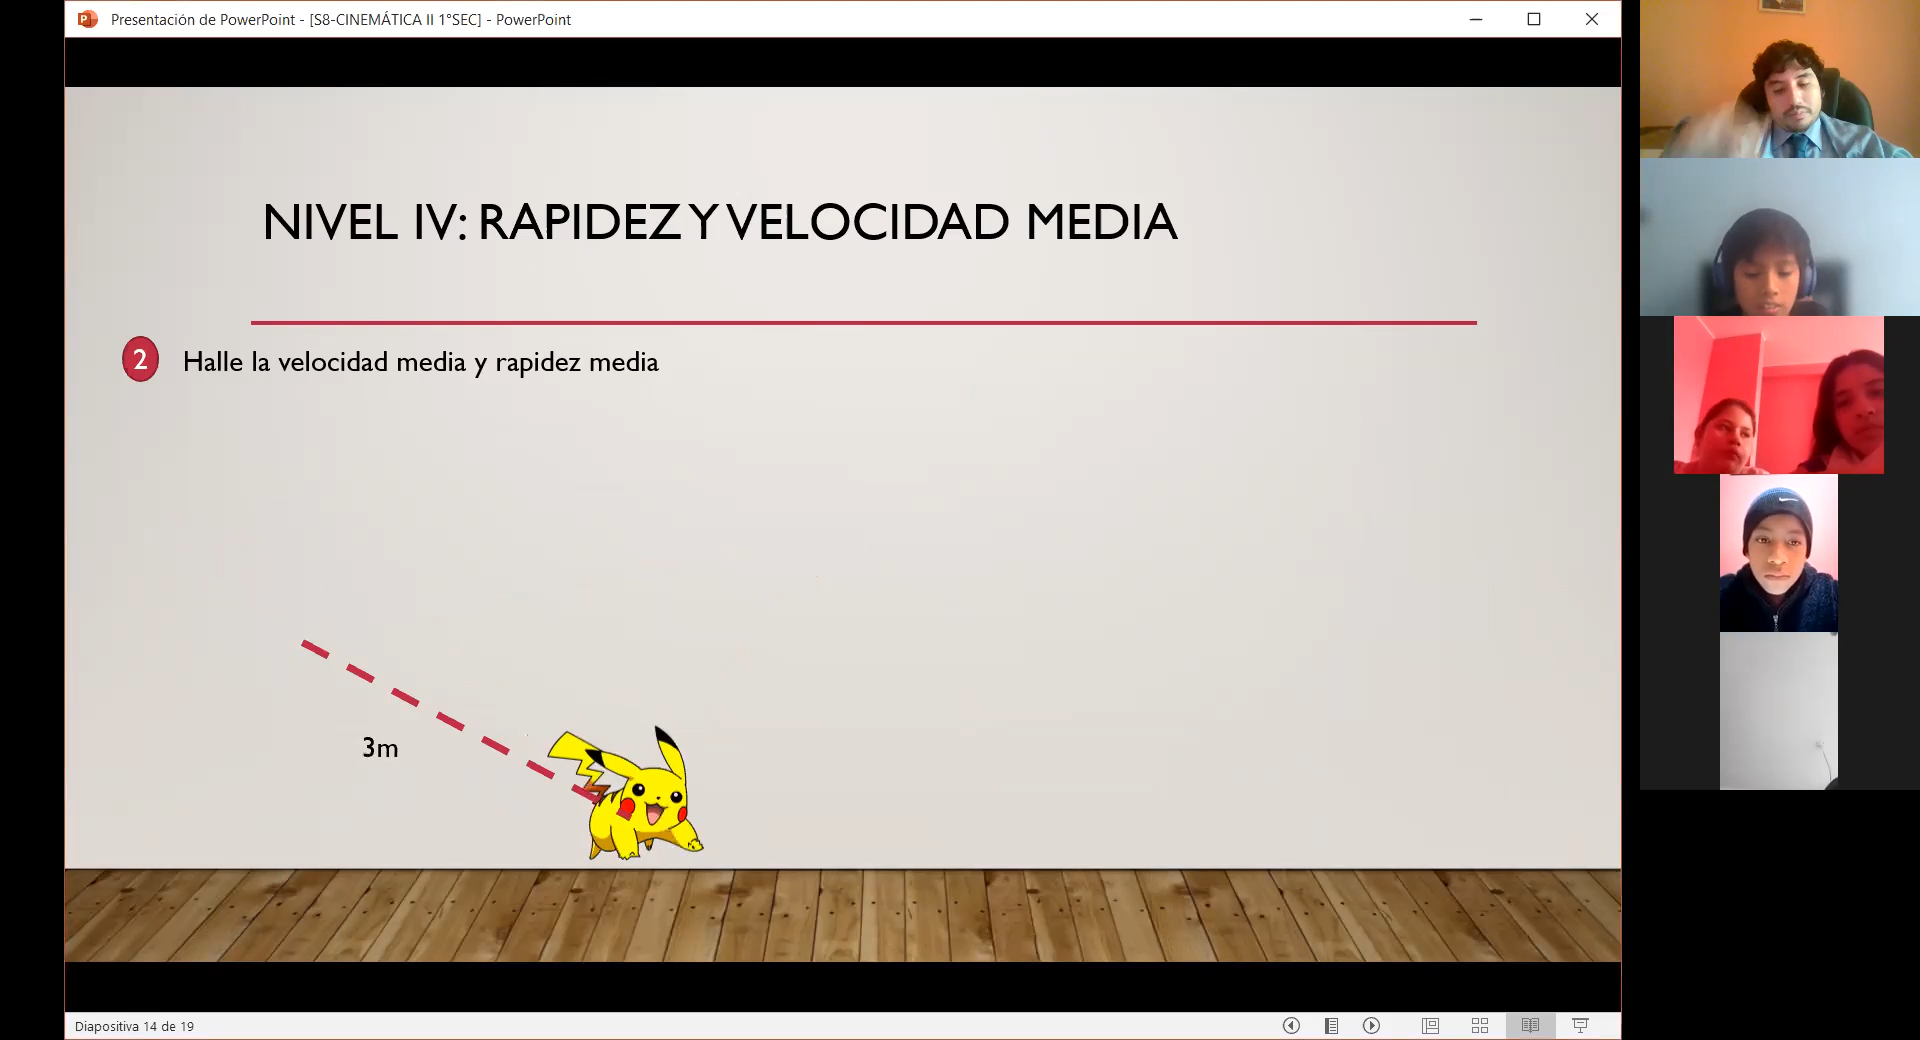 Presentación de PowerPoint - [S8-CINEMÁTICA II 1°SEC] - PowerPoint
NIVEL IV: RAPIDEZ Y VELOCIDAD MEDIA
2 Halle la velocidad media y rapidez media
3m
Diapositiva 14 de 19